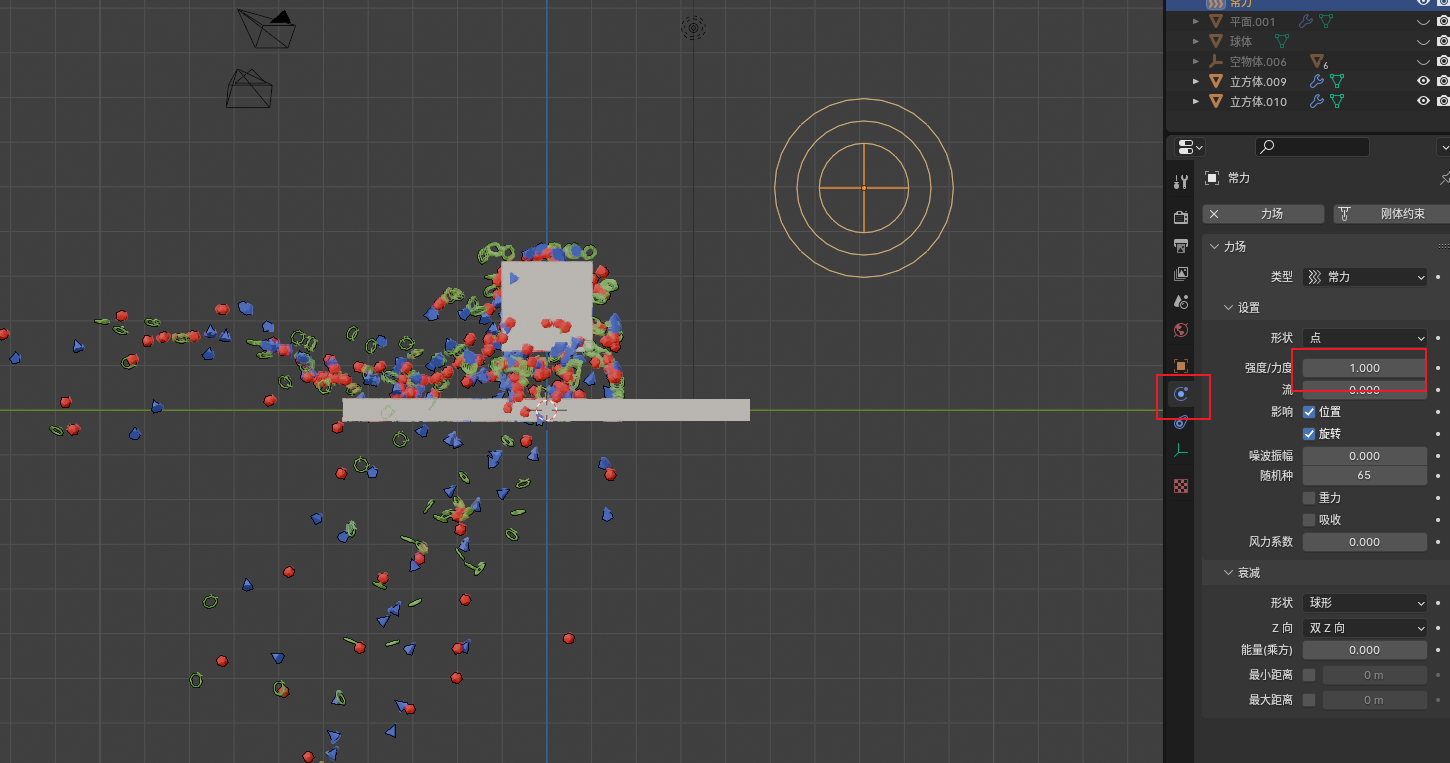 常力
平面.001
球体
空物体.006
6
立方体.009
立方体.010
常力
力场
刚体约束
力场
类型 常力
设置
形状 点
强度/力度 1.000
流 0.000
影响 位置
旋转
噪波振幅 0.000
随机种 65
重力
吸收
风力系数 0.000
衰减
形状 球形
Z 向 双 Z 向
能量(乘方) 0.000
最小距离 0 m
最大距离 0 m